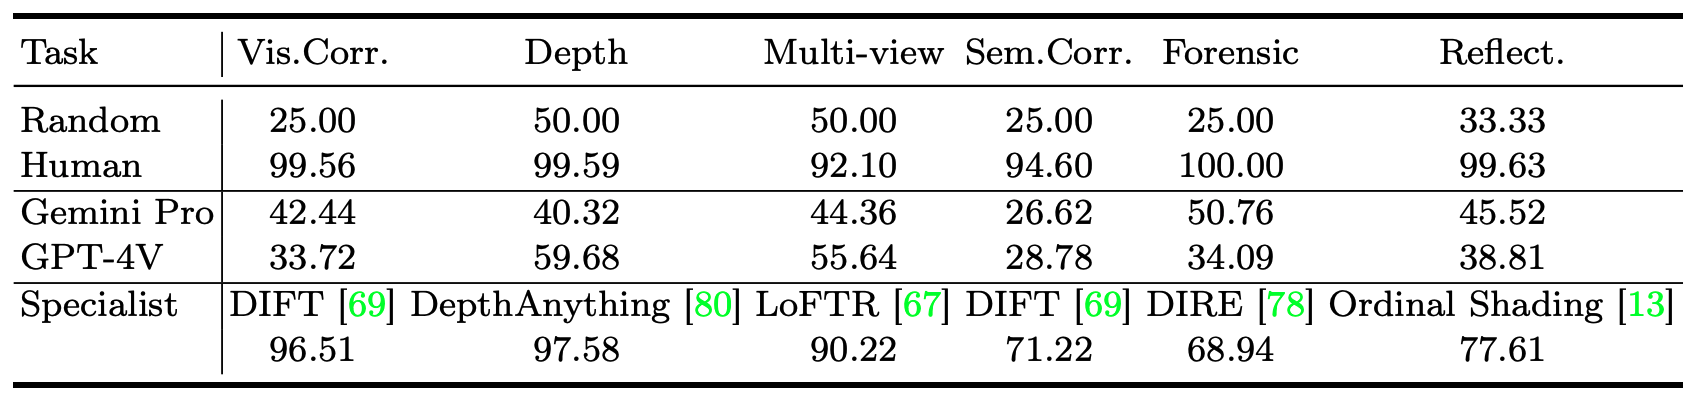 Task Vis.Corr. Depth Multi-view Sem.Corr. Forensic Reflect.
Random 25.00 50.00 50.00 25.00 25.00 33.33
Human 99.56 99.59 92.10 94.60 100.00 99.63
Gemini Pro 42.44 40.32 44.36 26.62 50.76 45.52
GPT-4V 33.72 59.68 55.64 28.78 34.09 38.81
Specialist DIFT [69] DepthAnything [80] LoFTR [67] DIFT [69] DIRE [78] Ordinal Shading [13]
96.51 97.58 90.22 71.22 68.94 77.61